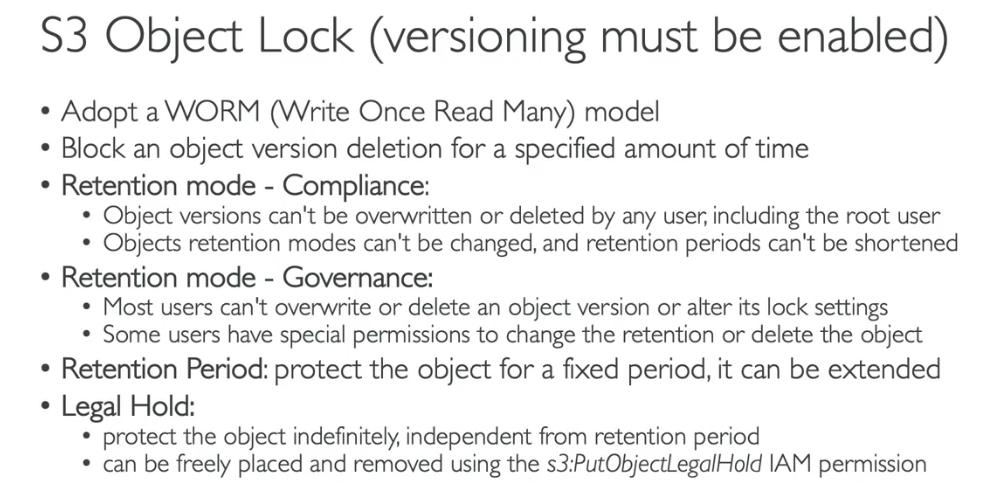 S3 Object Lock (versioning must be enabled)
• Adopt a WORM (Write Once Read Many) model
• Block an object version deletion for a specified amount of time
• Retention mode - Compliance:
• Object versions can't be overwritten or deleted by any user, including the root user
• Objects retention modes can't be changed, and retention periods can't be shortened
• Retention mode - Governance:
• Most users can't overwrite or delete an object version or alter its lock settings
• Some users have special permissions to change the retention or delete the object
• Retention Period: protect the object for a fixed period, it can be extended
• Legal Hold:
• protect the object indefinitely, independent from retention period
• can be freely placed and removed using the s3:PutObjectLegalHold IAM permission